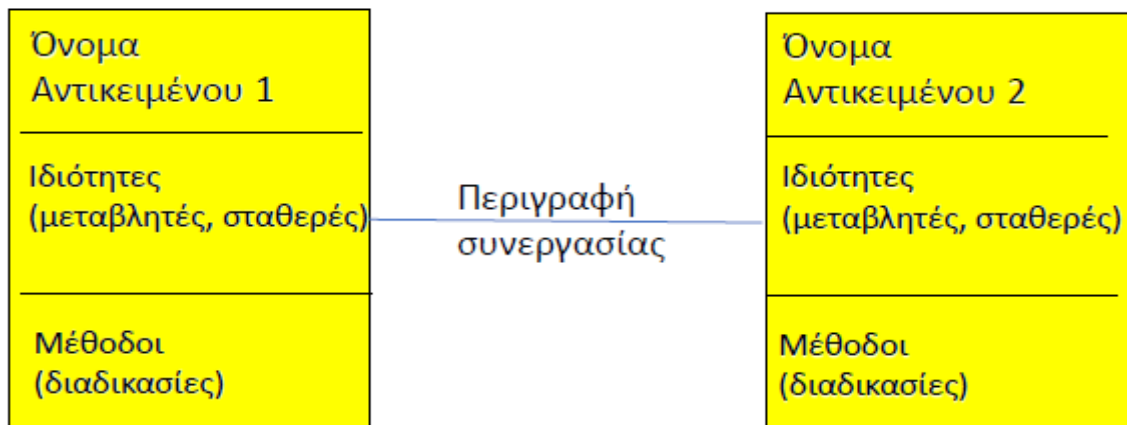 Όνομα
Αντικειμένου 1
Ιδιότητες
(μεταβλητές, σταθερές)
Μέθοδοι
(διαδικασίες)
Περιγραφή
συνεργασίας
Όνομα
Αντικειμένου 2
Ιδιότητες
(μεταβλητές, σταθερές)
Μέθοδοι
(διαδικασίες)